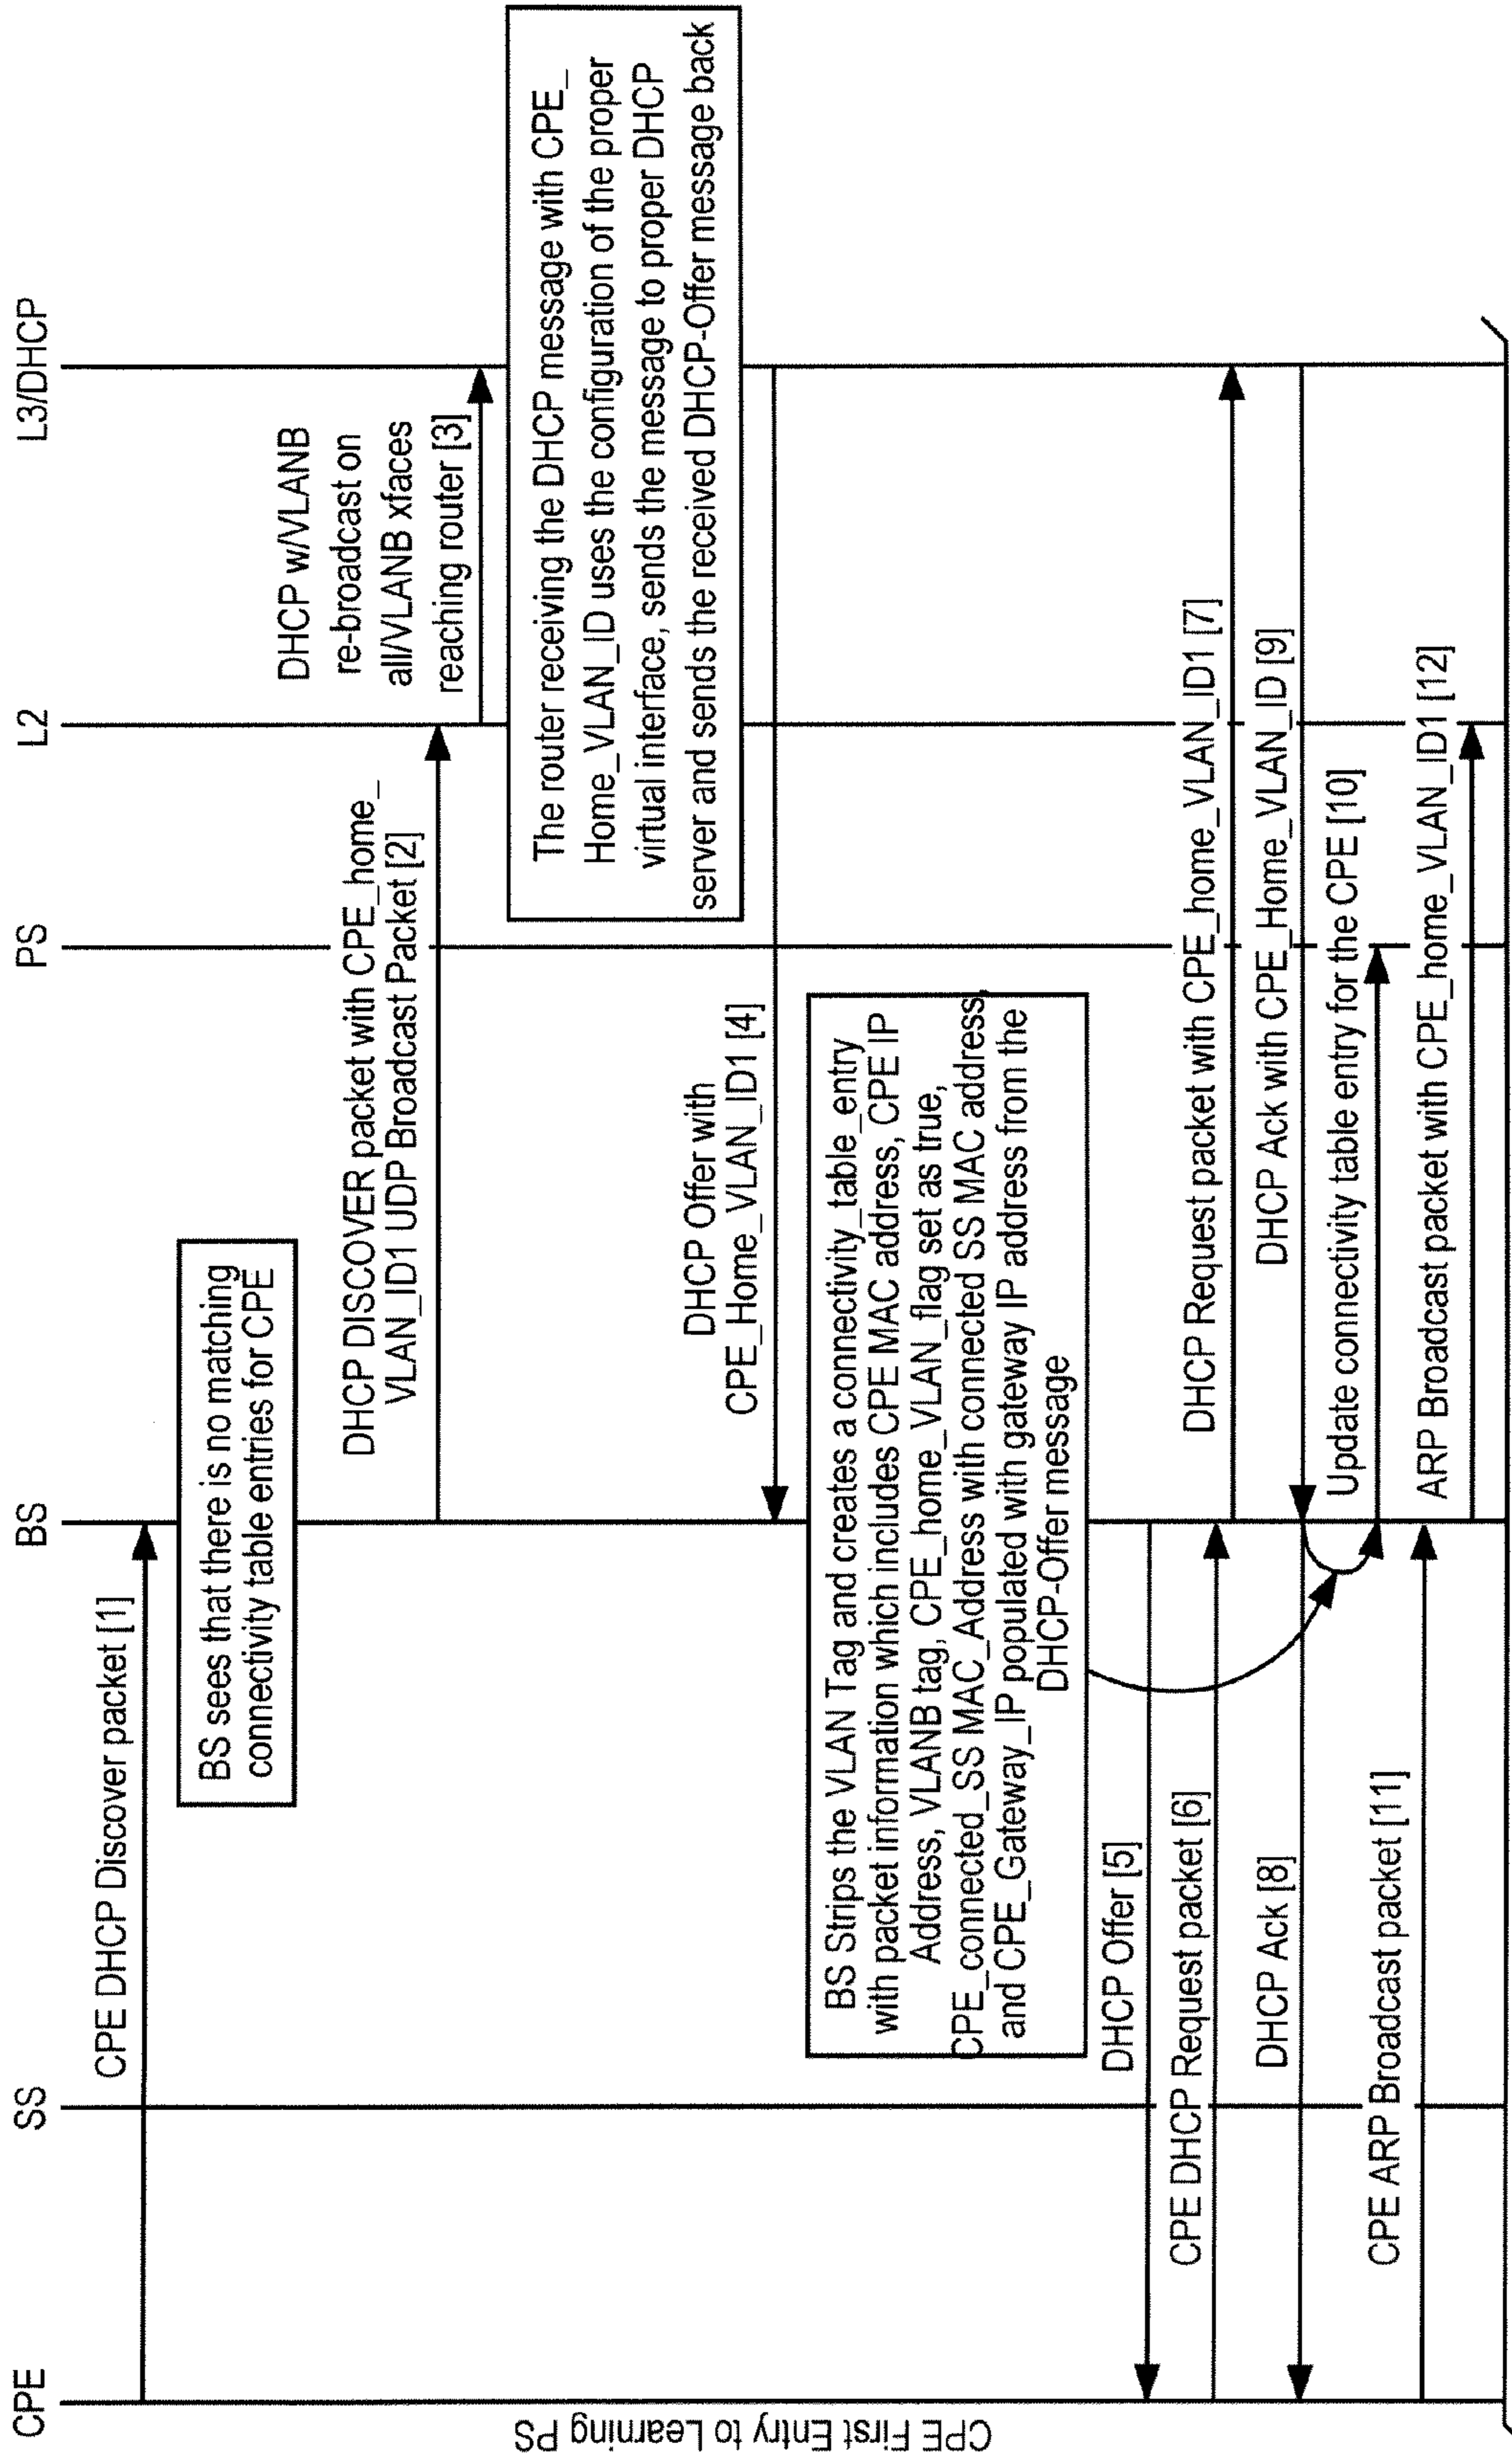 CPE
SS
BS
PS
L2
L3/DHCP
CPE First Entry to Learning PS
CPE DHCP Discover packet [1]
BS sees that there is no matching
connectivity table entries for CPE
DHCP DISCOVER packet with CPE_home_
VLAN_ID1 UDP Broadcast Packet [2]
DHCP w/VLANB
re-broadcast on
all/VLANB xfaces
reaching router [3]
The router receiving the DHCP message with CPE_
Home_VLAN_ID uses the configuration of the proper
virtual interface, sends the message to proper DHCP
server and sends the received DHCP-Offer message back
DHCP Offer with
CPE_Home_VLAN_ID1 [4]
BS Strips the VLAN Tag and creates a connectivity_table_entry
with packet information which includes CPE MAC address, CPE IP
Address, VLANB tag, CPE_home_VLAN_flag set as true,
CPE_connected_SS MAC_Address with connected SS MAC address,
and CPE_Gateway_IP populated with gateway IP address from the
DHCP-Offer message
DHCP Offer [5]
CPE DHCP Request packet [6]
DHCP Request packet with CPE_home_VLAN_ID1 [7]
DHCP Ack [8]
DHCP Ack with CPE_Home_VLAN_ID [9]
Update connectivity table entry for the CPE [10]
CPE ARP Broadcast packet [11]
ARP Broadcast packet with CPE_home_VLAN_ID1 [12]